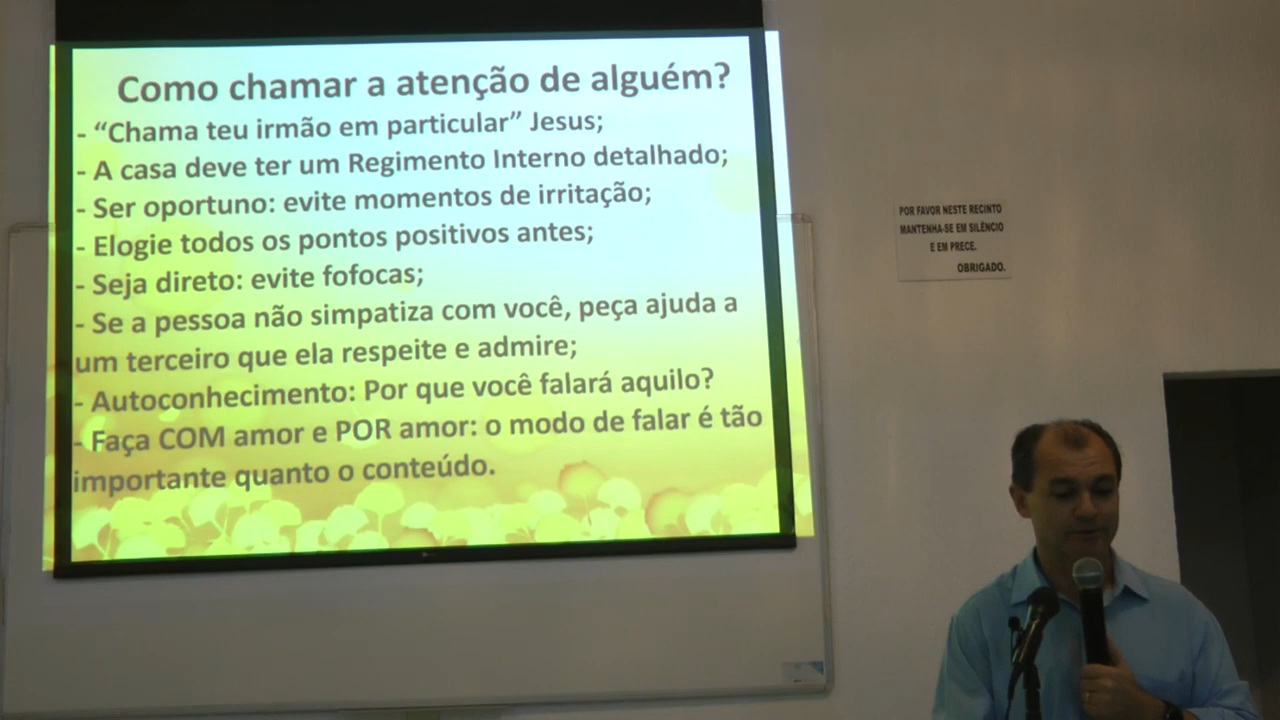 Como chamar a atenção de alguém?
- “Chama teu irmão em particular” Jesus;
- A casa deve ter um Regimento Interno detalhado;
- Ser oportuno: evite momentos de irritação;
- Elogie todos os pontos positivos antes;
- Seja direto: evite fofocas;
- Se a pessoa não simpatiza com você, peça ajuda a
um terceiro que ela respeite e admire;
- Autoconhecimento: Por que você falará aquilo?
- Faça COM amor e POR amor: o modo de falar é tão
importante quanto o conteúdo.
POR FAVOR NESTE RECINTO
MANTENHA-SE EM SILÊNCIO
E EM PRECE.
OBRIGADO.